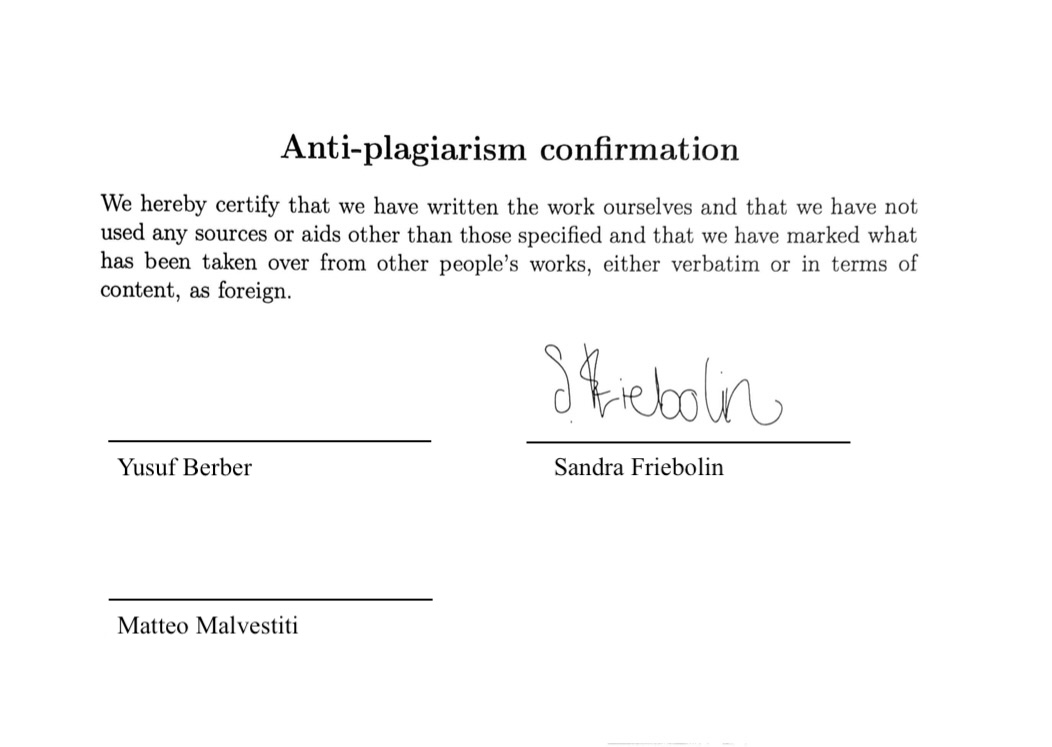 Anti-plagiarism confirmation
We hereby certify that we have written the work ourselves and that we have not
used any sources or aids other than those specified and that we have marked what
has been taken over from other people's works, either verbatim or in terms of
content, as foreign.
S. Friebolin
Yusuf Berber
Sandra Friebolin
Matteo Malvestiti